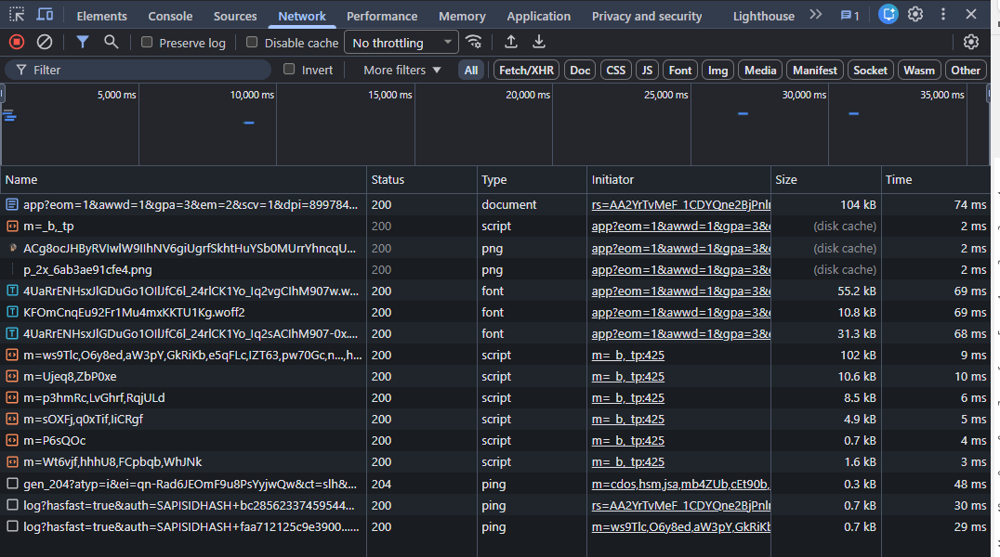 Elements Console Sources Network Performance Memory Application Privacy and security Lighthouse 1
Preserve log Disable cache No throttling
Filter Invert More filters All Fetch/XHR Doc CSS JS Font Img Media Manifest Socket Wasm Other
5,000 ms 10,000 ms 15,000 ms 20,000 ms 25,000 ms 30,000 ms 35,000 ms
Name Status Type Initiator Size Time
app?eom=1&awwd=1&gpa=3&em=2&scv=1&dpi=899784... 200 document rs=AA2YrTvMeF_1CDYQne2BjPnlr 104 kB 74 ms
m=_b,_tp 200 script app?eom=1&awwd=1&gpa=3&e (disk cache) 2 ms
ACg8ocJHByRVIwlW9IIhNV6giUgrfSkhtHuYSb0MUrrYhncqU... 200 png app?eom=1&awwd=1&gpa=3&e (disk cache) 2 ms
p_2x_6ab3ae91cfe4.png 200 png app?eom=1&awwd=1&gpa=3&e (disk cache) 2 ms
4UaRrENHsxJlGDuGo1OIlJfC6l_24rlCK1Yo_Iq2vgCIhM907w.w... 200 font app?eom=1&awwd=1&gpa=3&e 55.2 kB 69 ms
KFOmCnqEu92Fr1Mu4mxKKTU1Kg.woff2 200 font app?eom=1&awwd=1&gpa=3&e 10.8 kB 69 ms
4UaRrENHsxJlGDuGo1OIlJfC6l_24rlCK1Yo_Iq2sACIhM907-0x.... 200 font app?eom=1&awwd=1&gpa=3&e 31.3 kB 68 ms
m=ws9Tlc,O6y8ed,aW3pY,GkRiKb,e5qFLc,IZT63,pw70Gc,n...,h... 200 script m=_b,_tp:425 102 kB 9 ms
m=Ujeq8,ZbP0xe 200 script m=_b,_tp:425 10.6 kB 10 ms
m=p3hmRc,LvGhrf,RqjULd 200 script m=_b,_tp:425 8.5 kB 6 ms
m=sOXFj,q0xTif,IiCRgf 200 script m=_b,_tp:425 4.9 kB 5 ms
m=P6sQOc 200 script m=_b,_tp:425 0.7 kB 4 ms
m=Wt6vjf,hhhU8,FCpbqb,WhJNk 200 script m=_b,_tp:425 1.6 kB 3 ms
gen_204?atyp=i&ei=qn-Rad6JEOmF9u8PsYyjwQw&ct=slh&... 204 ping m=cdos,hsm,jsa,mb4ZUb,cEt90b, 0.3 kB 48 ms
log?hasfast=true&auth=SAPISIDHASH+bc28562337459544... 200 ping rs=AA2YrTvMeF_1CDYQne2BjPnlr 0.7 kB 30 ms
log?hasfast=true&auth=SAPISIDHASH+faa712125c9e3900...... 200 ping m=ws9Tlc,O6y8ed,aW3pY,GkRiKb 0.7 kB 29 ms